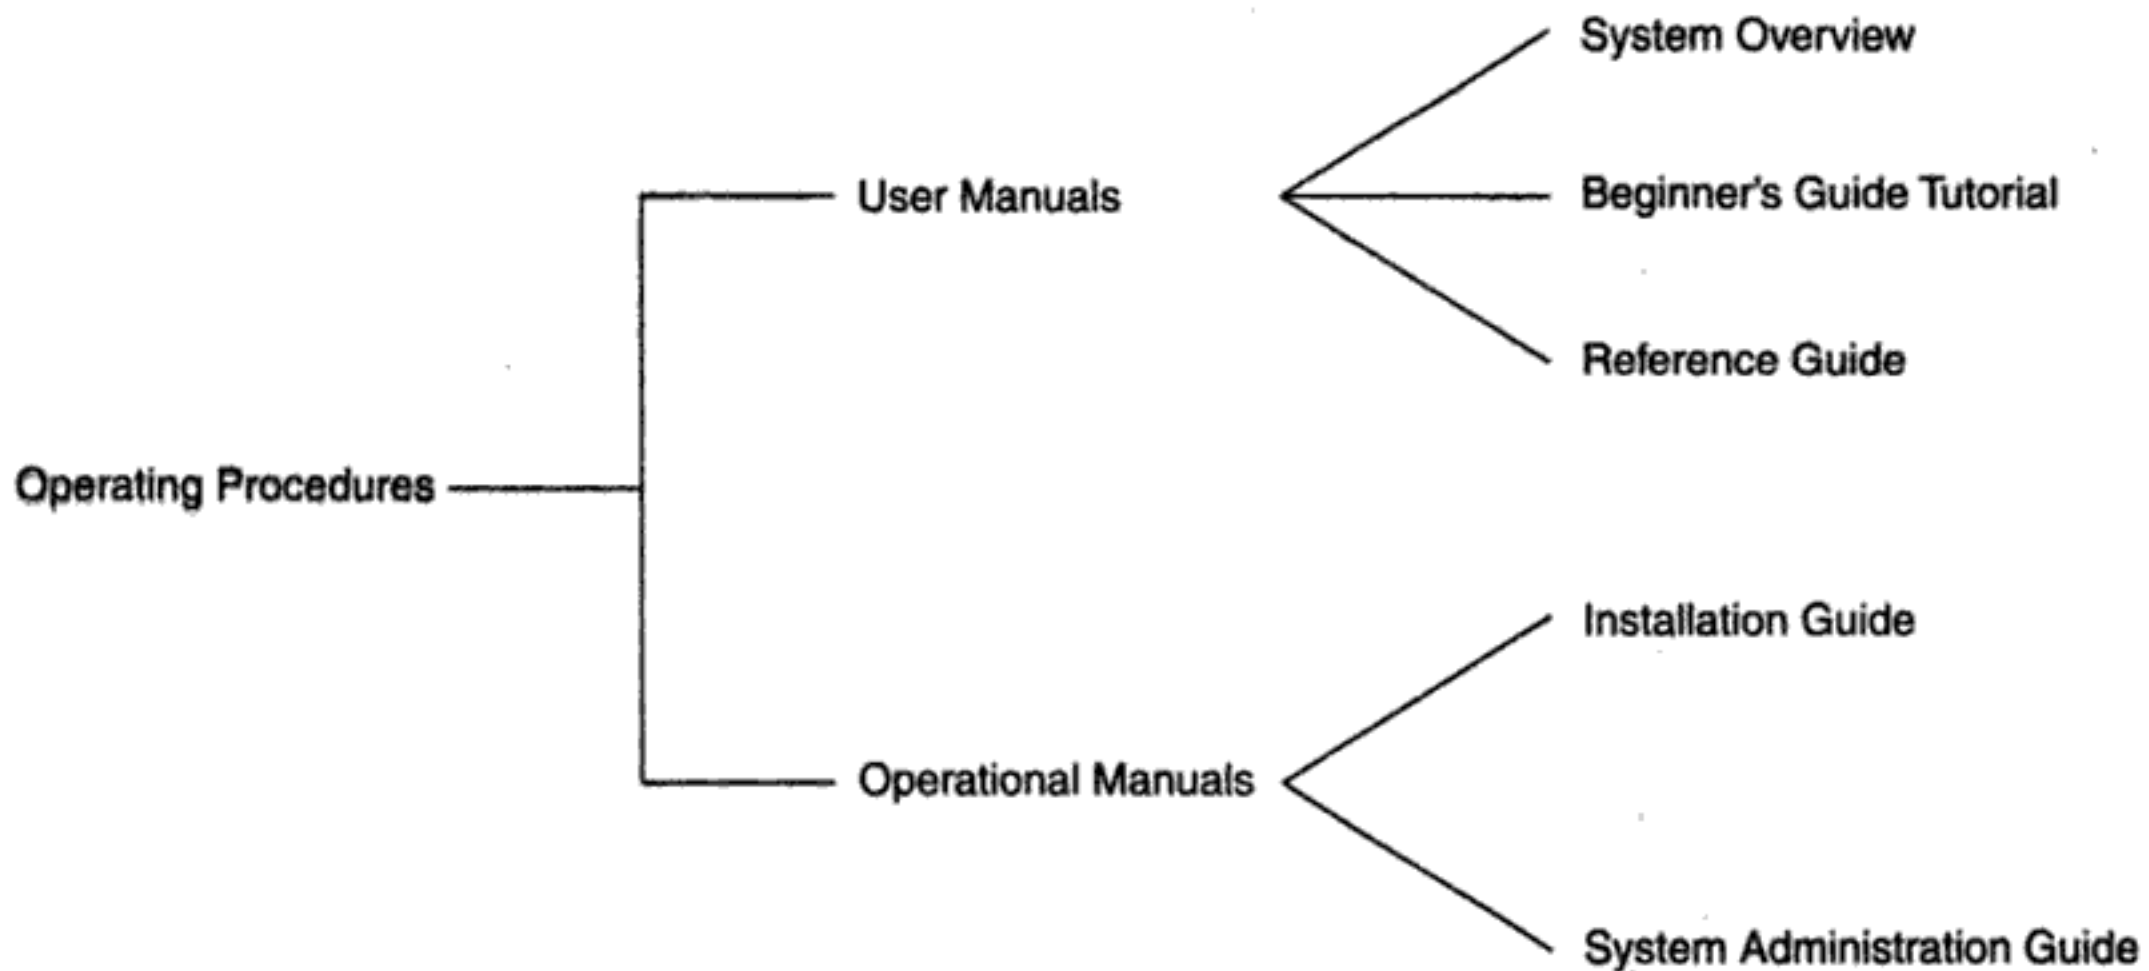 System Overview
User Manuals
Beginner's Guide Tutorial
Reference Guide
Operating Procedures
Installation Guide
Operational Manuals
System Administration Guide